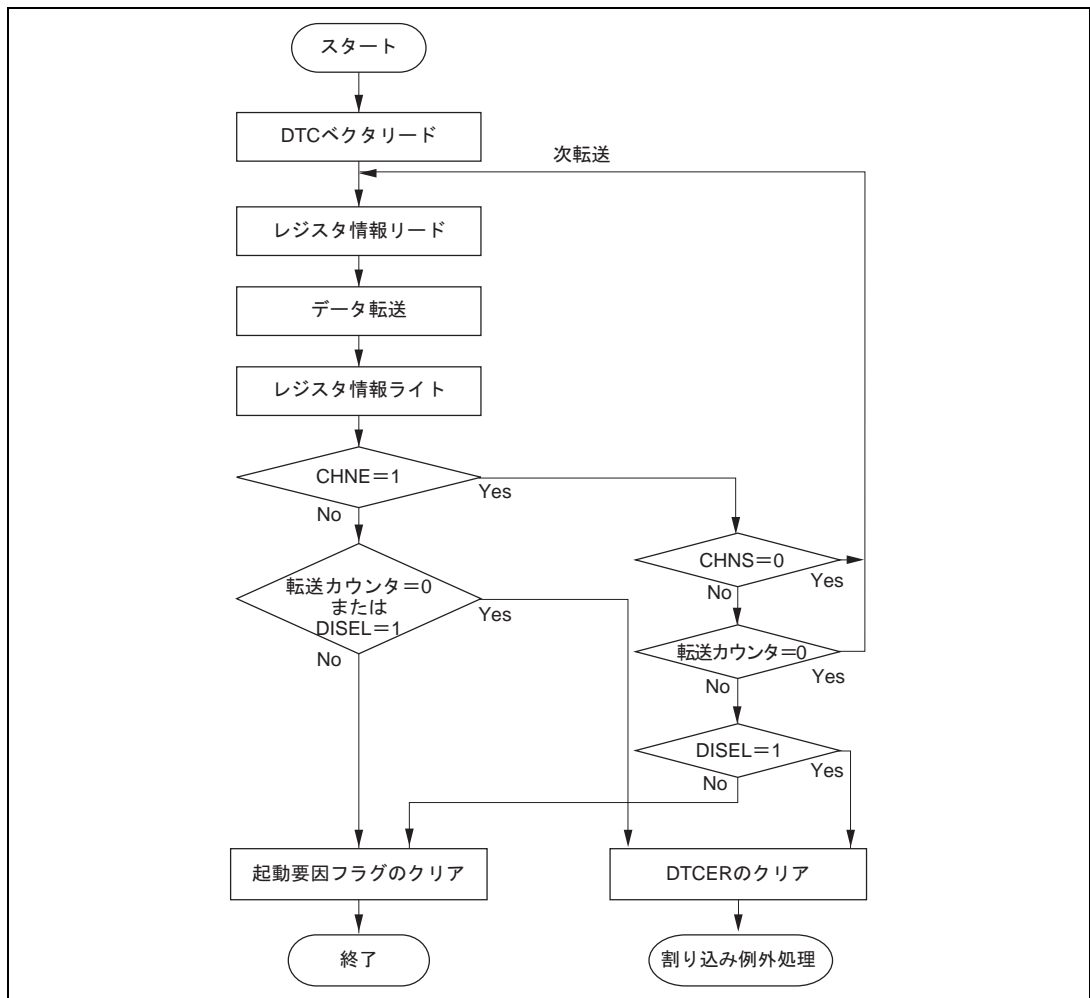 スタート
DTCベクタリード
次転送
レジスタ情報リード
データ転送
レジスタ情報ライト
CHNE＝1
Yes
No
CHNS＝0
Yes
No
転送カウンタ＝0
または
DISEL＝1
Yes
No
転送カウンタ＝0
Yes
No
DISEL＝1
Yes
No
起動要因フラグのクリア
DTCERのクリア
終了
割り込み例外処理